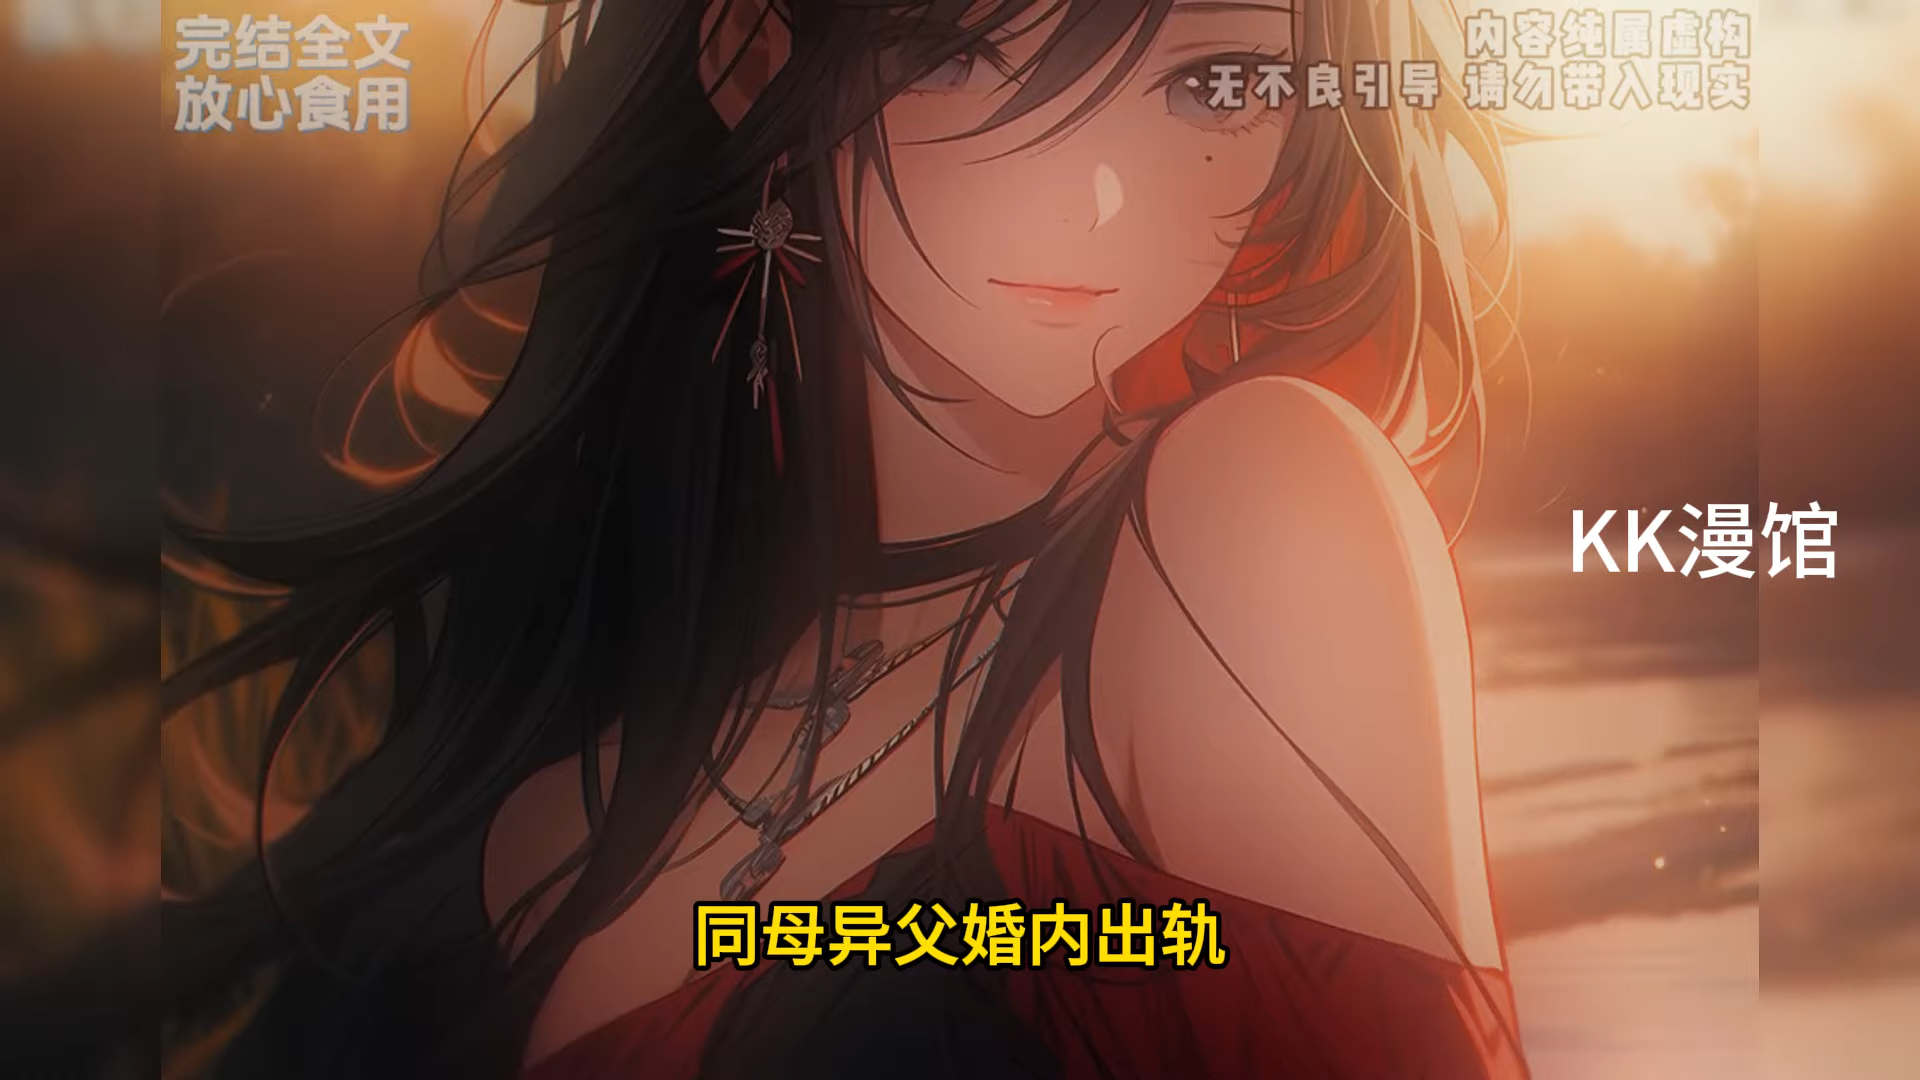 完结全文
放心食用
内容纯属虚构
·无不良引导 请勿带入现实
KK漫馆
同母异父婚内出轨